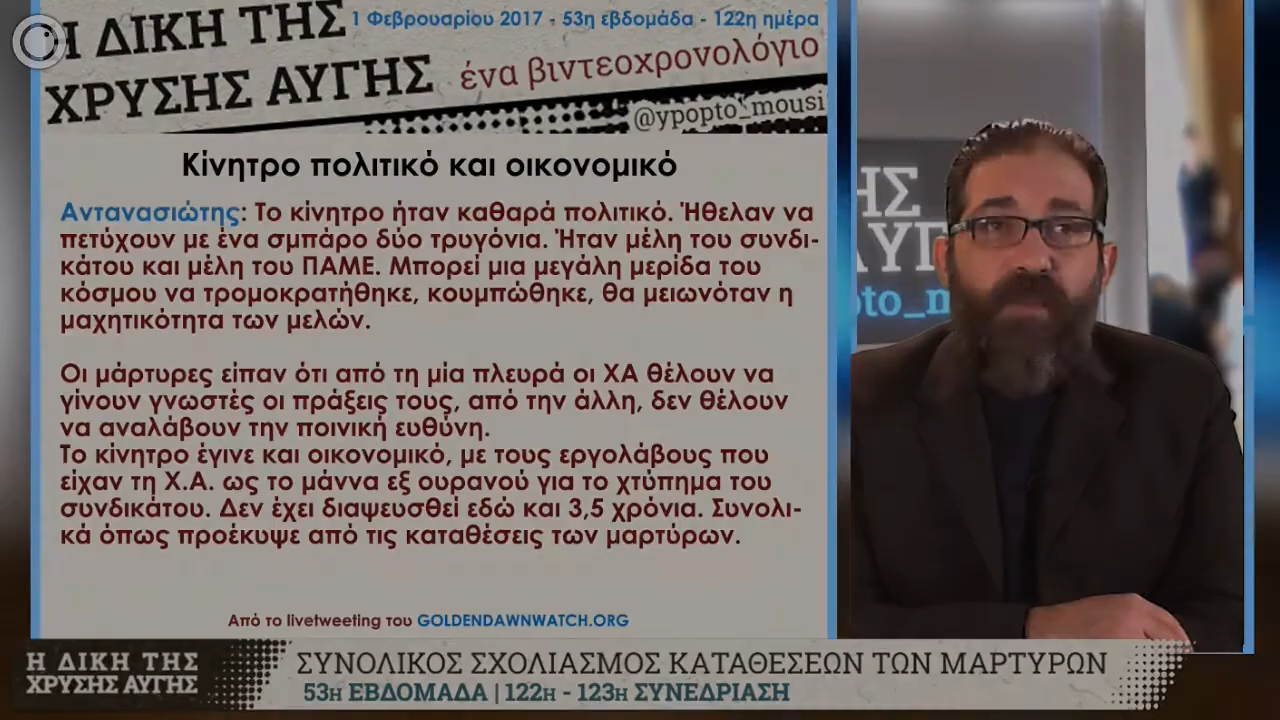 Η ΔΙΚΗ ΤΗΣ
ΧΡΥΣΗΣ ΑΥΓΗΣ
1 Φεβρουαρίου 2017 - 53η εβδομάδα - 122η ημέρα
ένα βιντεοχρονολόγιο
@ypopto_mousi
Κίνητρο πολιτικό και οικονομικό
Αντανασιώτης: Το κίνητρο ήταν καθαρά πολιτικό. Ήθελαν να
πετύχουν με ένα σμπάρο δύο τρυγόνια. Ήταν μέλη του συνδι-
κάτου και μέλη του ΠΑΜΕ. Μπορεί μια μεγάλη μερίδα του
κόσμου να τρομοκρατήθηκε, κουμπώθηκε, θα μειωνόταν η
μαχητικότητα των μελών.
Οι μάρτυρες είπαν ότι από τη μία πλευρά οι ΧΑ θέλουν να
γίνουν γνωστές οι πράξεις τους, από την άλλη, δεν θέλουν
να αναλάβουν την ποινική ευθύνη.
Το κίνητρο έγινε και οικονομικό, με τους εργολάβους που
είχαν τη Χ.Α. ως το μάννα εξ ουρανού για το χτύπημα του
συνδικάτου. Δεν έχει διαψευσθεί εδώ και 3,5 χρόνια. Συνολι-
κά όπως προέκυψε από τις καταθέσεις των μαρτύρων.
Από το livetweeting του GOLDENDAWNWATCH.ORG
ΗΣ
ΑΥΓ
pto_m
Η ΔΙΚΗ ΤΗΣ
ΧΡΥΣΗΣ ΑΥΓΗΣ
ΣΥΝΟΛΙΚΟΣ ΣΧΟΛΙΑΣΜΟΣ ΚΑΤΑΘΕΣΕΩΝ ΤΩΝ ΜΑΡΤΥΡΩΝ
53η ΕΒΔΟΜΑΔΑ | 122η - 123η ΣΥΝΕΔΡΙΑΣΗ